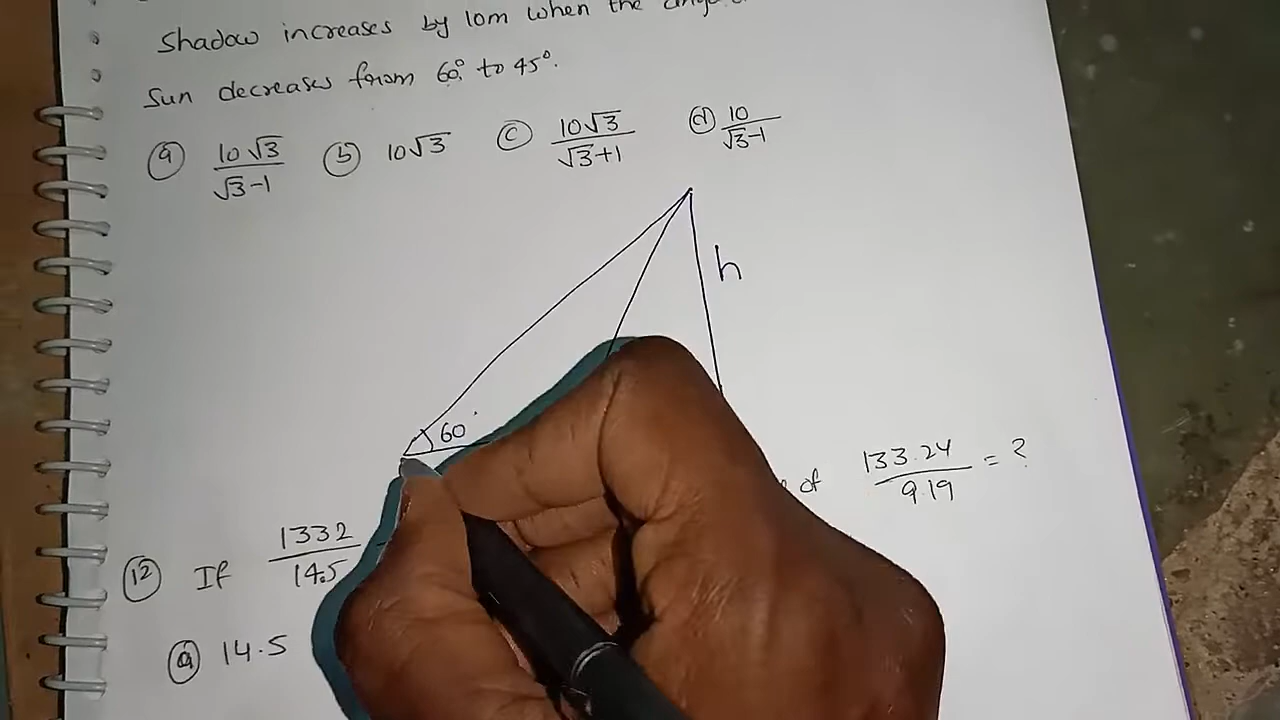 Shadow increases by 10m when the
Sun decreases from 60° to 45°.
ⓐ 10√3/√3-1 ⓑ 10√3 ⓒ 10√3/√3+1 ⓓ 10/√3-1
h
60
of 133.24/9.19 = ?
⑫ If 1332/14.5
ⓐ 14.5